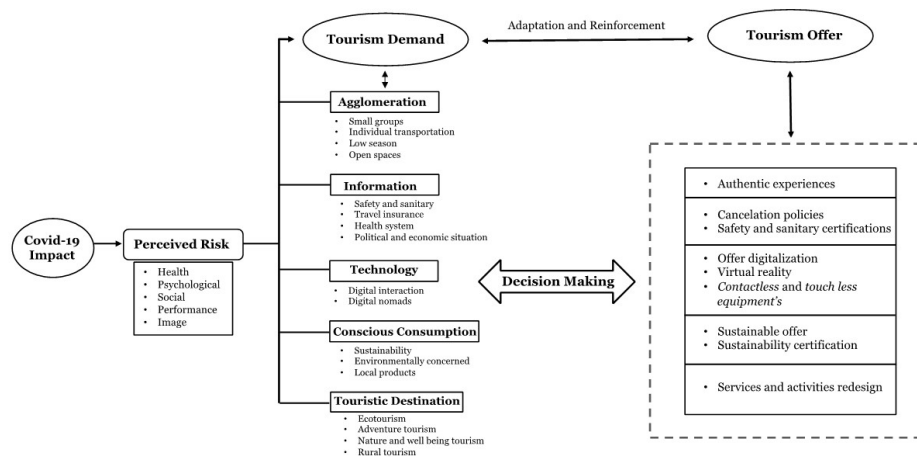 Tourism Demand
Adaptation and Reinforcement
Tourism Offer
Covid-19
Impact
Perceived Risk
• Health
• Psychological
• Social
• Performance
• Image
Agglomeration
• Small groups
• Individual transportation
• Low season
• Open spaces
Information
• Safety and sanitary
• Travel insurance
• Health system
• Political and economic situation
Technology
• Digital interaction
• Digital nomads
Conscious Consumption
• Sustainability
• Environmentally concerned
• Local products
Touristic Destination
• Ecotourism
• Adventure tourism
• Nature and well being tourism
• Rural tourism
Decision Making
• Authentic experiences
• Cancelation policies
• Safety and sanitary certifications
• Offer digitalization
• Virtual reality
• Contactless and touch less
equipment's
• Sustainable offer
• Sustainability certification
• Services and activities redesign